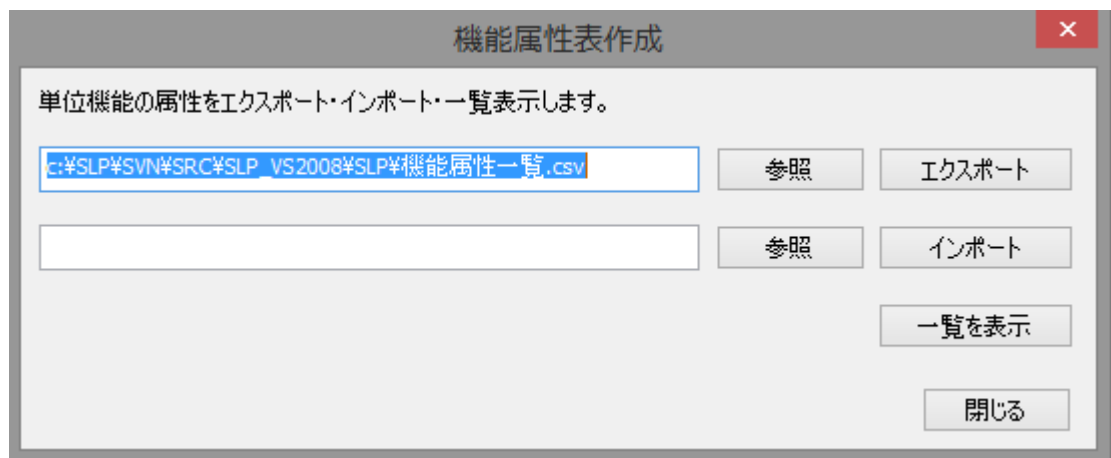 機能属性表作成
単位機能の属性をエクスポート・インポート・一覧表示します。
c:¥SLP¥SVN¥SRC¥SLP_VS2008¥SLP¥機能属性一覧.csv 参照 エクスポート
参照 インポート
一覧を表示
閉じる